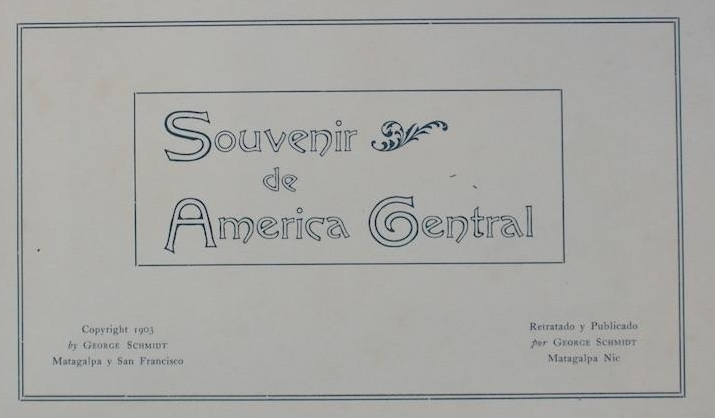 Souvenir
de
America Central
Copyright 1903
by GEORGE SCHMIDT
Matagalpa y San Francisco
Retratado y Publicado
por GEORGE SCHMIDT
Matagalpa Nic